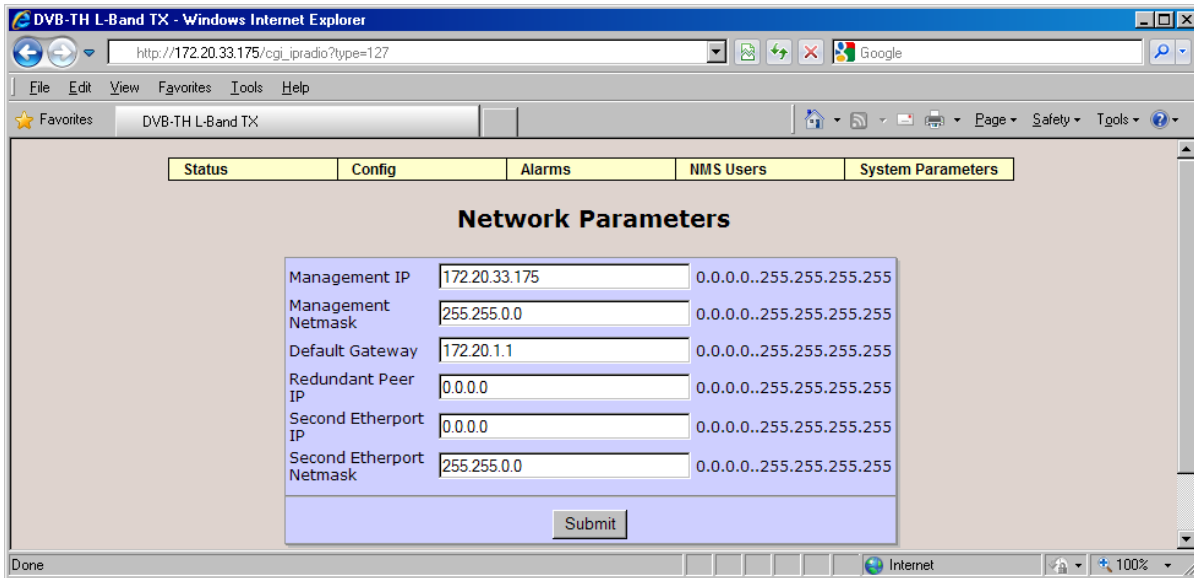 DVB-TH L-Band TX - Windows Internet Explorer
http://172.20.33.175/cgi_ipradio?type=127
Google
File Edit View Favorites Tools Help
Favorites DVB-TH L-Band TX Page Safety Tools
Status Config Alarms NMS Users System Parameters
Network Parameters
Management IP 172.20.33.175 0.0.0.0..255.255.255.255
Management
Netmask 255.255.0.0 0.0.0.0..255.255.255.255
Default Gateway 172.20.1.1 0.0.0.0..255.255.255.255
Redundant Peer
IP 0.0.0.0 0.0.0.0..255.255.255.255
Second Etherport
IP 0.0.0.0 0.0.0.0..255.255.255.255
Second Etherport
Netmask 255.255.0.0 0.0.0.0..255.255.255.255
Submit
Done Internet 100%